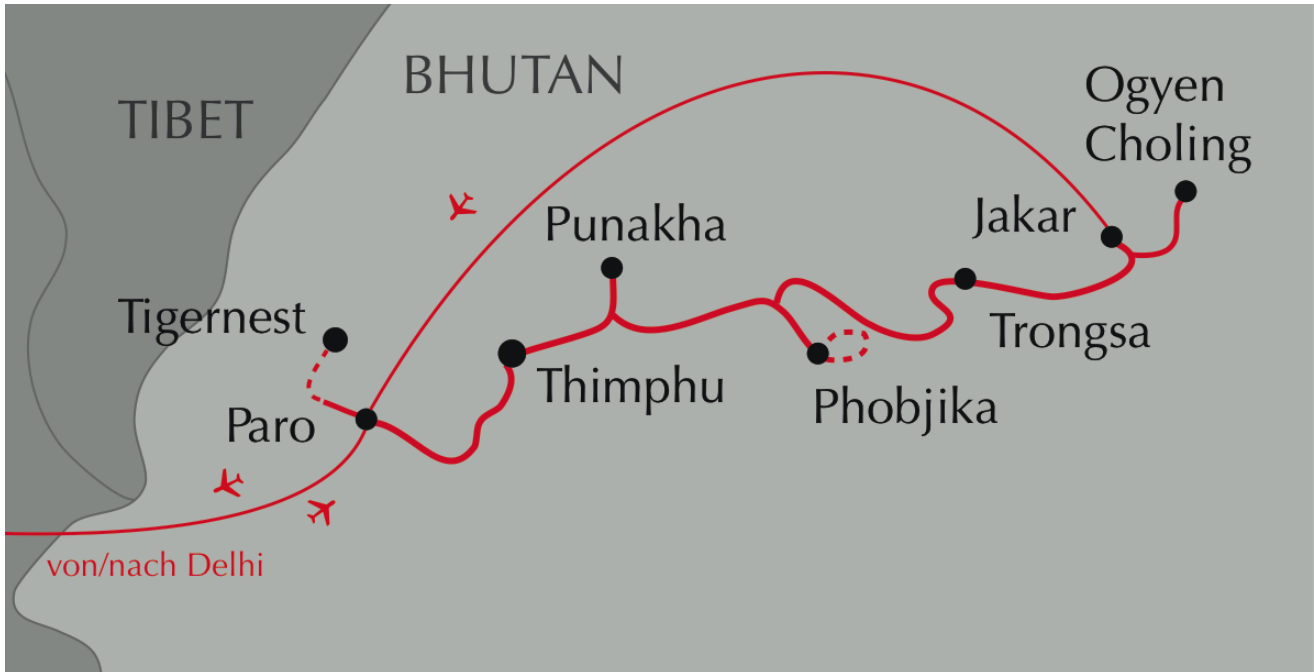 BHUTAN
TIBET
Ogyen
Choling
Jakar
Punakha
Tigernest
Trongsa
Thimphu
Phobjika
Paro
von/nach Delhi